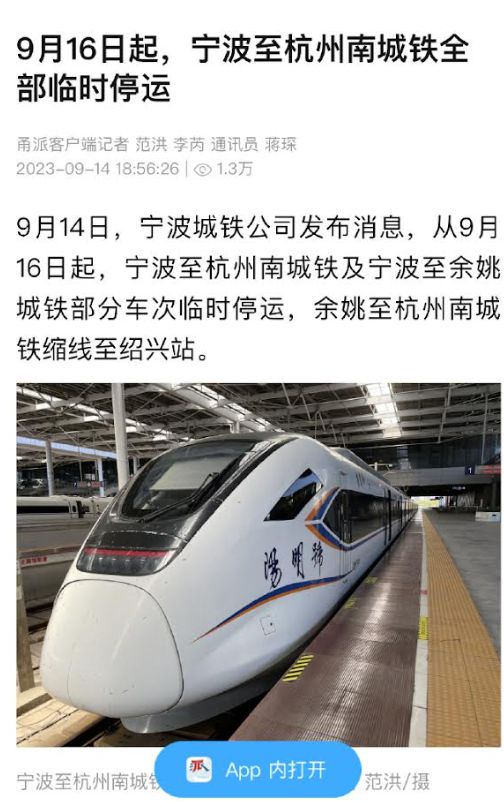 9月16日起，宁波至杭州南城铁全
部临时停运
甬派客户端记者 范洪 李芮 通讯员 蒋琛
2023-09-14 18:56:26 | 1.3万
9月14日，宁波城铁公司发布消息，从9月
16日起，宁波至杭州南城铁及宁波至余姚
城铁部分车次临时停运，余姚至杭州南城
铁缩线至绍兴站。
1
陽明號
App 内打开
宁波至杭州南城铁
范洪/摄